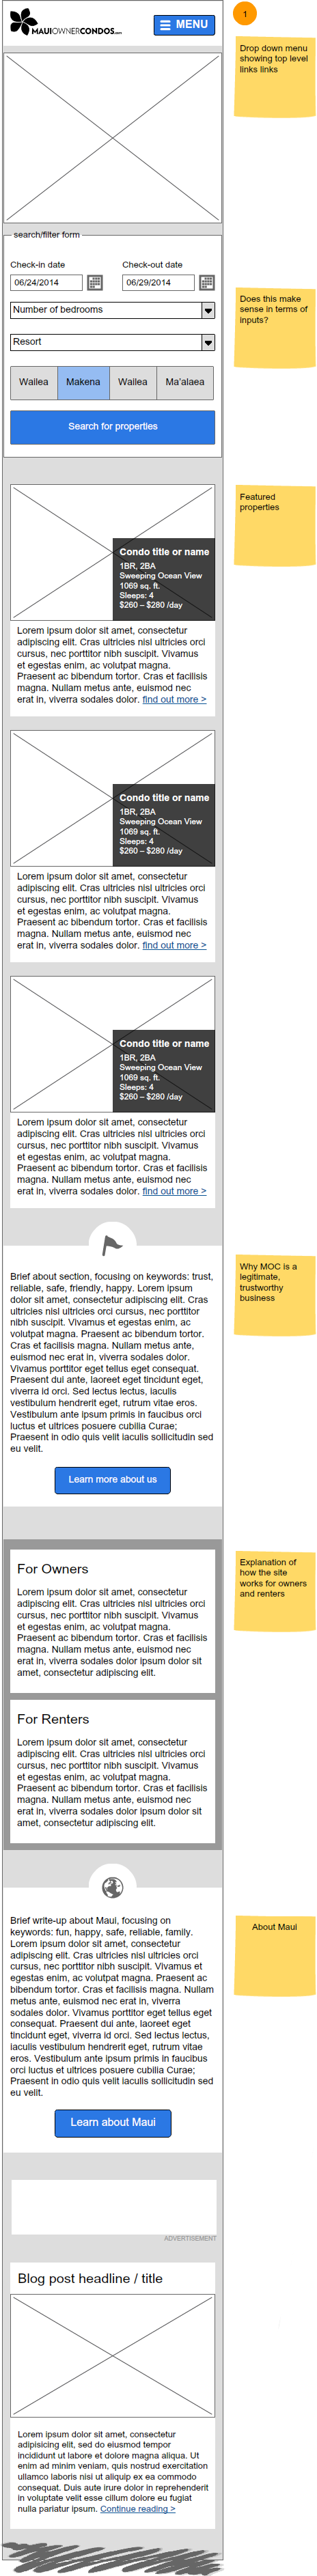 MAUIOWNERCONDOS.com
MENU
1
Drop down menu
showing top level
links links
search/filter form
Check-in date
Check-out date
06/24/2014
06/29/2014
Number of bedrooms
Does this make
sense in terms of
inputs?
Resort
Wailea
Makena
Wailea
Ma'alaea
Search for properties
Featured
properties
Condo title or name
1BR, 2BA
Sweeping Ocean View
1069 sq. ft.
Sleeps: 4
$260 – $280 /day
Lorem ipsum dolor sit amet, consectetur
adipiscing elit. Cras ultricies nisl ultricies orci
cursus, nec porttitor nibh suscipit. Vivamus
et egestas enim, ac volutpat magna.
Praesent ac bibendum tortor. Cras et facilisis
magna. Nullam metus ante, euismod nec
erat in, viverra sodales dolor. find out more >
Condo title or name
1BR, 2BA
Sweeping Ocean View
1069 sq. ft.
Sleeps: 4
$260 – $280 /day
Lorem ipsum dolor sit amet, consectetur
adipiscing elit. Cras ultricies nisl ultricies orci
cursus, nec porttitor nibh suscipit. Vivamus
et egestas enim, ac volutpat magna.
Praesent ac bibendum tortor. Cras et facilisis
magna. Nullam metus ante, euismod nec
erat in, viverra sodales dolor. find out more >
Condo title or name
1BR, 2BA
Sweeping Ocean View
1069 sq. ft.
Sleeps: 4
$260 – $280 /day
Lorem ipsum dolor sit amet, consectetur
adipiscing elit. Cras ultricies nisl ultricies orci
cursus, nec porttitor nibh suscipit. Vivamus
et egestas enim, ac volutpat magna.
Praesent ac bibendum tortor. Cras et facilisis
magna. Nullam metus ante, euismod nec
erat in, viverra sodales dolor. find out more >
Why MOC is a
legitimate,
trustworthy
business
Brief about section, focusing on keywords: trust,
reliable, safe, friendly, happy. Lorem ipsum
dolor sit amet, consectetur adipiscing elit. Cras
ultricies nisl ultricies orci cursus, nec porttitor
nibh suscipit. Vivamus et egestas enim, ac
volutpat magna. Praesent ac bibendum tortor.
Cras et facilisis magna. Nullam metus ante,
euismod nec erat in, viverra sodales dolor.
Vivamus porttitor eget tellus eget consequat.
Praesent dui ante, laoreet eget tincidunt eget,
viverra id orci. Sed lectus lectus, iaculis
vestibulum hendrerit eget, rutrum vitae eros.
Vestibulum ante ipsum primis in faucibus orci
luctus et ultrices posuere cubilia Curae;
Praesent in odio quis velit iaculis sollicitudin sed
eu velit.
Learn more about us
Explanation of
how the site
works for owners
and renters
For Owners
Lorem ipsum dolor sit amet, consectetur
adipiscing elit. Cras ultricies nisl ultricies orci
cursus, nec porttitor nibh suscipit. Vivamus
et egestas enim, ac volutpat magna.
Praesent ac bibendum tortor. Cras et facilisis
magna. Nullam metus ante, euismod nec
erat in, viverra sodales dolor ipsum dolor sit
amet, consectetur adipiscing elit.
For Renters
Lorem ipsum dolor sit amet, consectetur
adipiscing elit. Cras ultricies nisl ultricies orci
cursus, nec porttitor nibh suscipit. Vivamus
et egestas enim, ac volutpat magna.
Praesent ac bibendum tortor. Cras et facilisis
magna. Nullam metus ante, euismod nec
erat in, viverra sodales dolor ipsum dolor sit
amet, consectetur adipiscing elit.
About Maui
Brief write-up about Maui, focusing on
keywords: fun, happy, safe, reliable, family.
Lorem ipsum dolor sit amet, consectetur
adipiscing elit. Cras ultricies nisl ultricies orci
cursus, nec porttitor nibh suscipit. Vivamus et
egestas enim, ac volutpat magna. Praesent ac
bibendum tortor. Cras et facilisis magna. Nullam
metus ante, euismod nec erat in, viverra
sodales dolor. Vivamus porttitor eget tellus eget
consequat. Praesent dui ante, laoreet eget
tincidunt eget, viverra id orci. Sed lectus lectus,
iaculis vestibulum hendrerit eget, rutrum vitae
eros. Vestibulum ante ipsum primis in faucibus
orci luctus et ultrices posuere cubilia Curae;
Praesent in odio quis velit iaculis sollicitudin sed
eu velit.
Learn about Maui
ADVERTISEMENT
Blog post headline / title
Lorem ipsum dolor sit amet, consectetur
adipisicing elit, sed do eiusmod tempor
incididunt ut labore et dolore magna aliqua. Ut
enim ad minim veniam, quis nostrud exercitation
ullamco laboris nisi ut aliquip ex ea commodo
consequat. Duis aute irure dolor in reprehenderit
in voluptate velit esse cillum dolore eu fugiat
nulla pariatur ipsum. Continue reading >